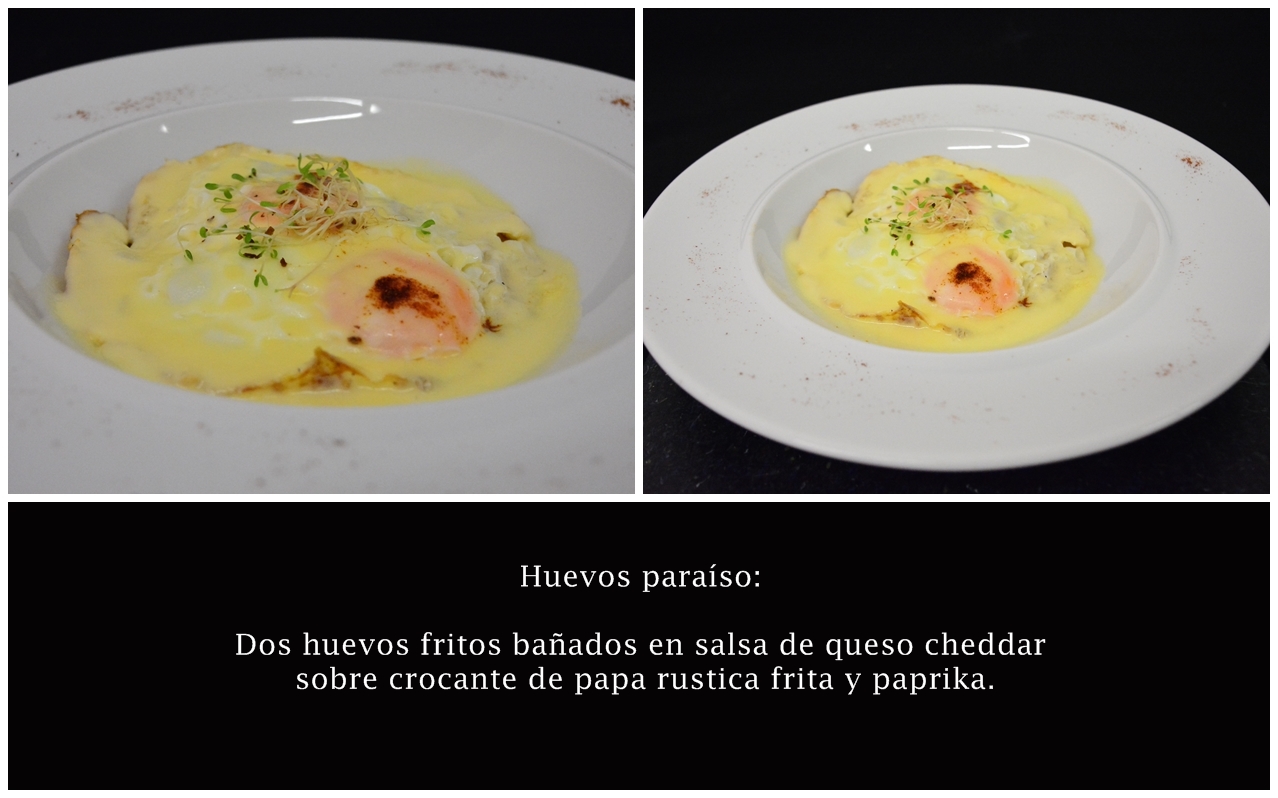 Huevos paraíso:
Dos huevos fritos bañados en salsa de queso cheddar
sobre crocante de papa rustica frita y paprika.